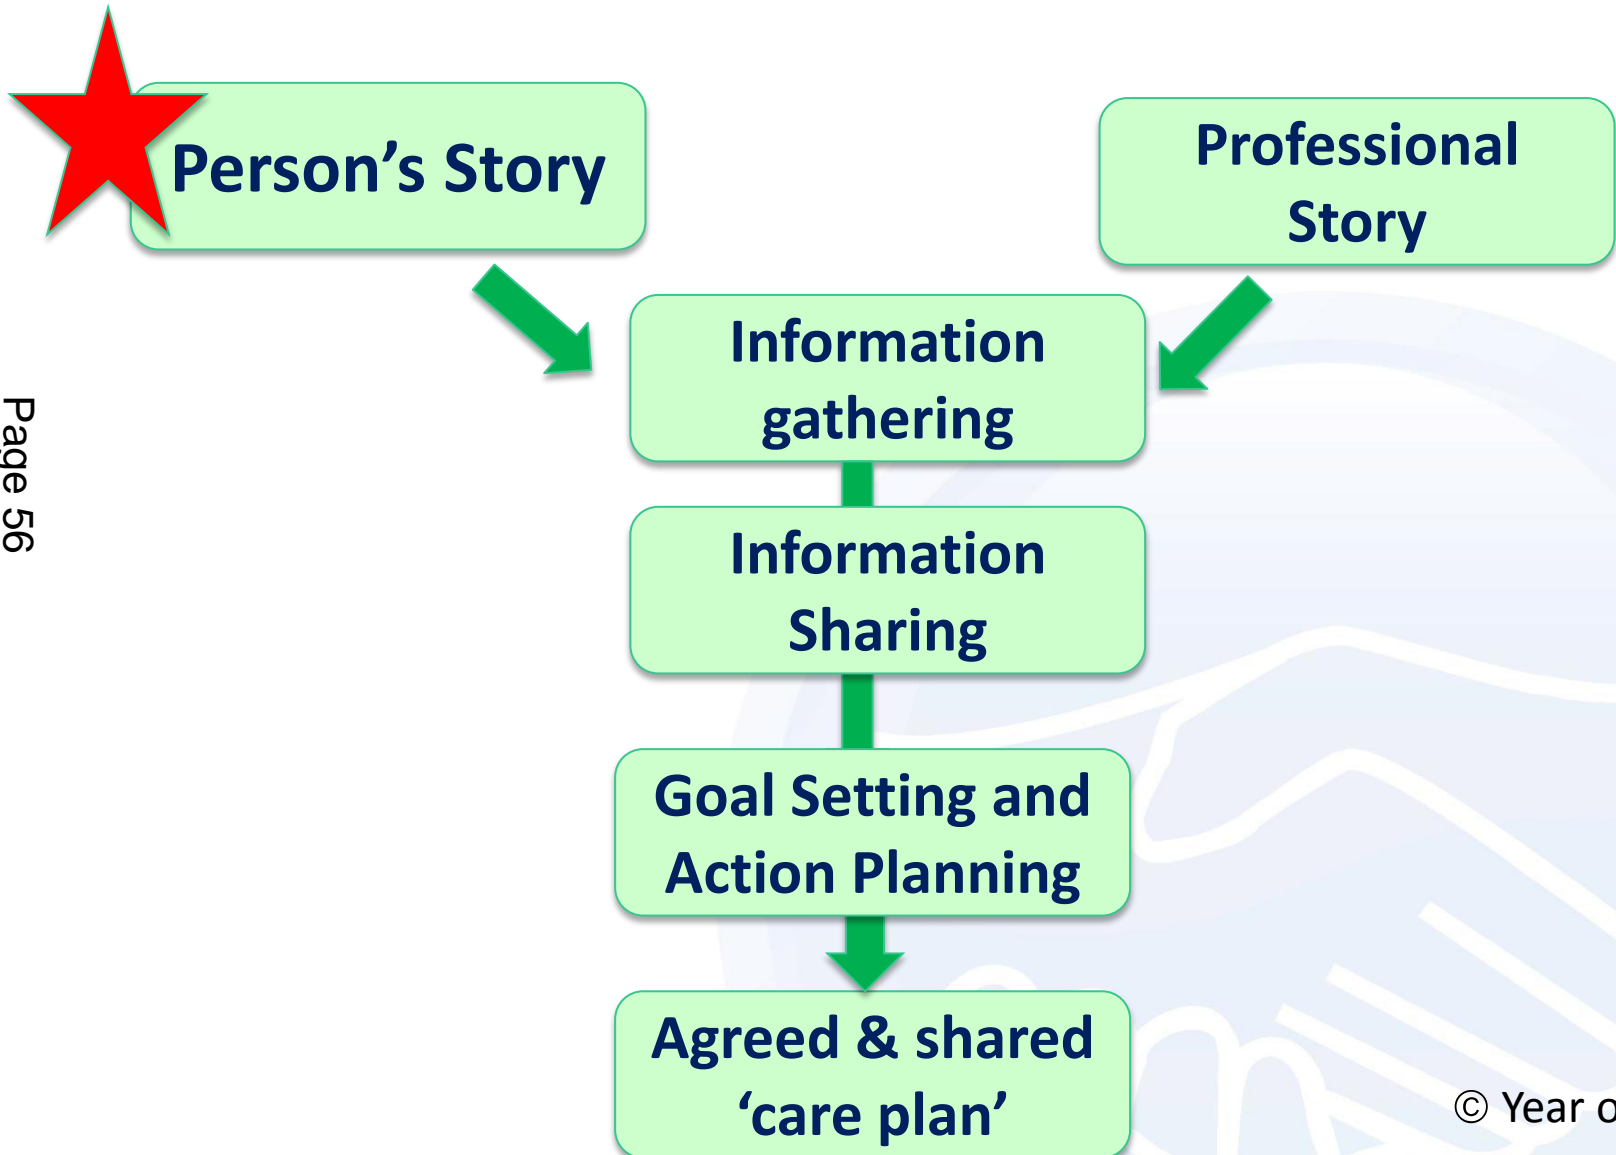 Person’s Story
Professional
Story
Information
gathering
Information
Sharing
Goal Setting and
Action Planning
Agreed & shared
‘care plan’
Page 56
© Year o